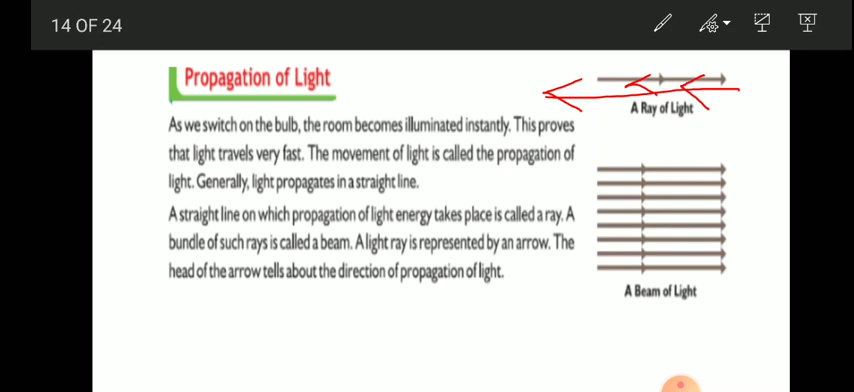 14 OF 24
Propagation of Light
As we switch on the bulb, the room becomes illuminated instantly. This proves
that light travels very fast. The movement of light is called the propagation of
light. Generally, light propagates in a straight line.
A straight line on which propagation of light energy takes place is called a ray. A
bundle of such rays is called a beam. A light ray is represented by an arrow. The
head of the arrow tells about the direction of propagation of light.
A Ray of Light
A Beam of Light